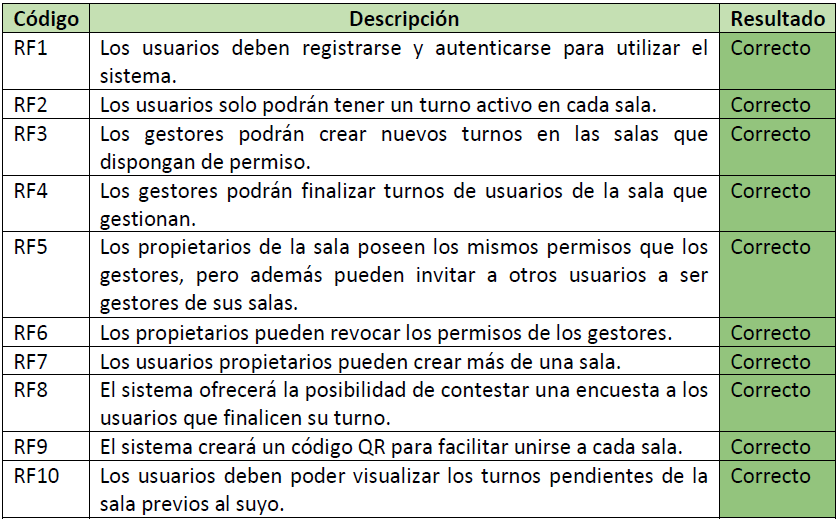 Código Descripción Resultado
RF1 Los usuarios deben registrarse y autenticarse para utilizar el Correcto
sistema.
RF2 Los usuarios solo podrán tener un turno activo en cada sala. Correcto
RF3 Los gestores podrán crear nuevos turnos en las salas que Correcto
dispongan de permiso.
RF4 Los gestores podrán finalizar turnos de usuarios de la sala que Correcto
gestionan.
RF5 Los propietarios de la sala poseen los mismos permisos que los Correcto
gestores, pero además pueden invitar a otros usuarios a ser
gestores de sus salas.
RF6 Los propietarios pueden revocar los permisos de los gestores. Correcto
RF7 Los usuarios propietarios pueden crear más de una sala. Correcto
RF8 El sistema ofrecerá la posibilidad de contestar una encuesta a los Correcto
usuarios que finalicen su turno.
RF9 El sistema creará un código QR para facilitar unirse a cada sala. Correcto
RF10 Los usuarios deben poder visualizar los turnos pendientes de la Correcto
sala previos al suyo.